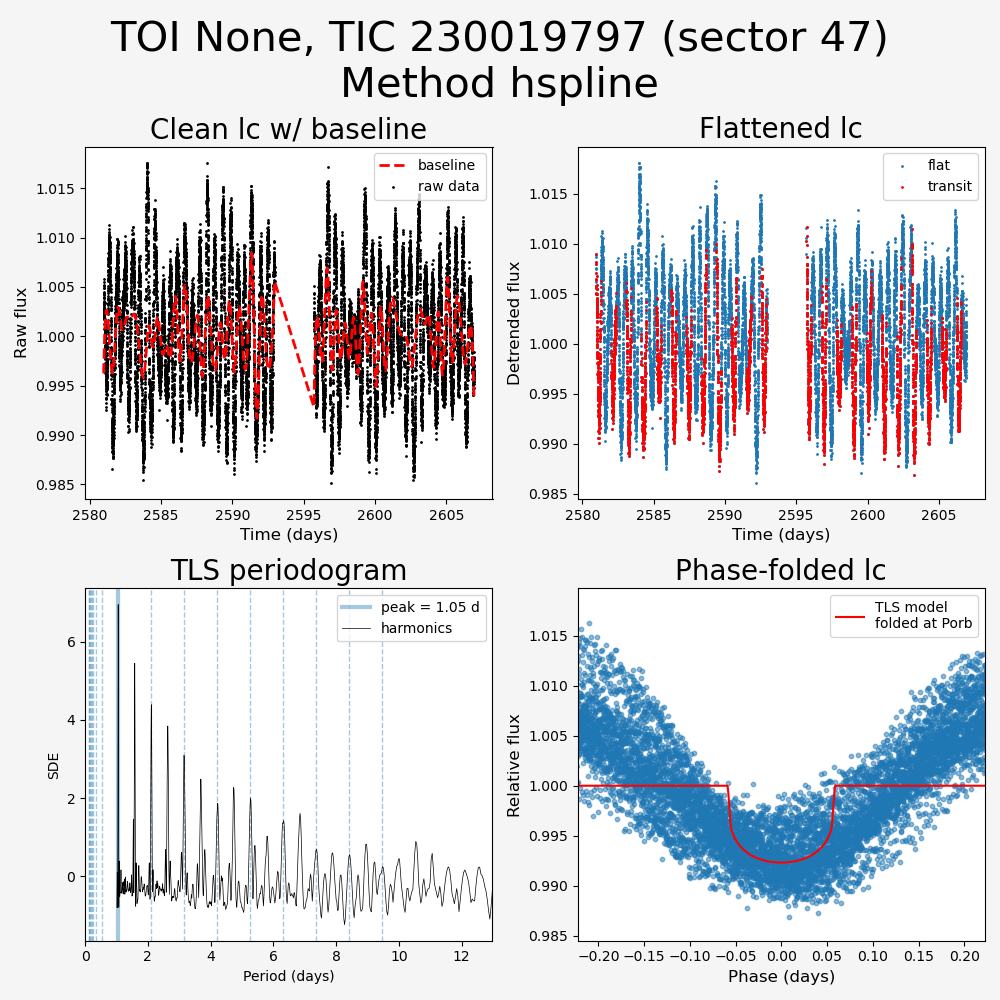 TOI None, TIC 230019797 (sector 47)
Method hspline
Clean lc w/ baseline
Flattened lc
baseline
raw data
flat
transit
1.015
1.010
1.005
1.000
0.995
0.990
0.985
Raw flux
2580
2585
2590
2595
2600
2605
Time (days)
1.015
1.010
1.005
1.000
0.995
0.990
0.985
Detrended flux
2580
2585
2590
2595
2600
2605
Time (days)
TLS periodogram
Phase-folded lc
peak = 1.05 d
harmonics
TLS model
folded at Porb
6
4
2
0
SDE
0
2
4
6
8
10
12
Period (days)
1.015
1.010
1.005
1.000
0.995
0.990
0.985
Relative flux
−0.20
−0.15
−0.10
−0.05
0.00
0.05
0.10
0.15
0.20
Phase (days)